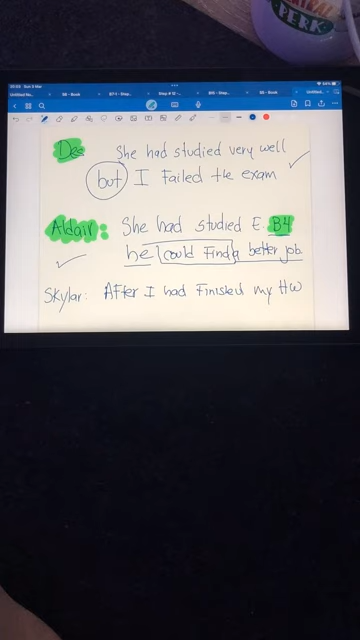 PERK
Dee She had studied very well
but I Failed the exam
Aldair: She had studied E. B4
he could Find a better job
Skylar: AFter I had Finished my HW